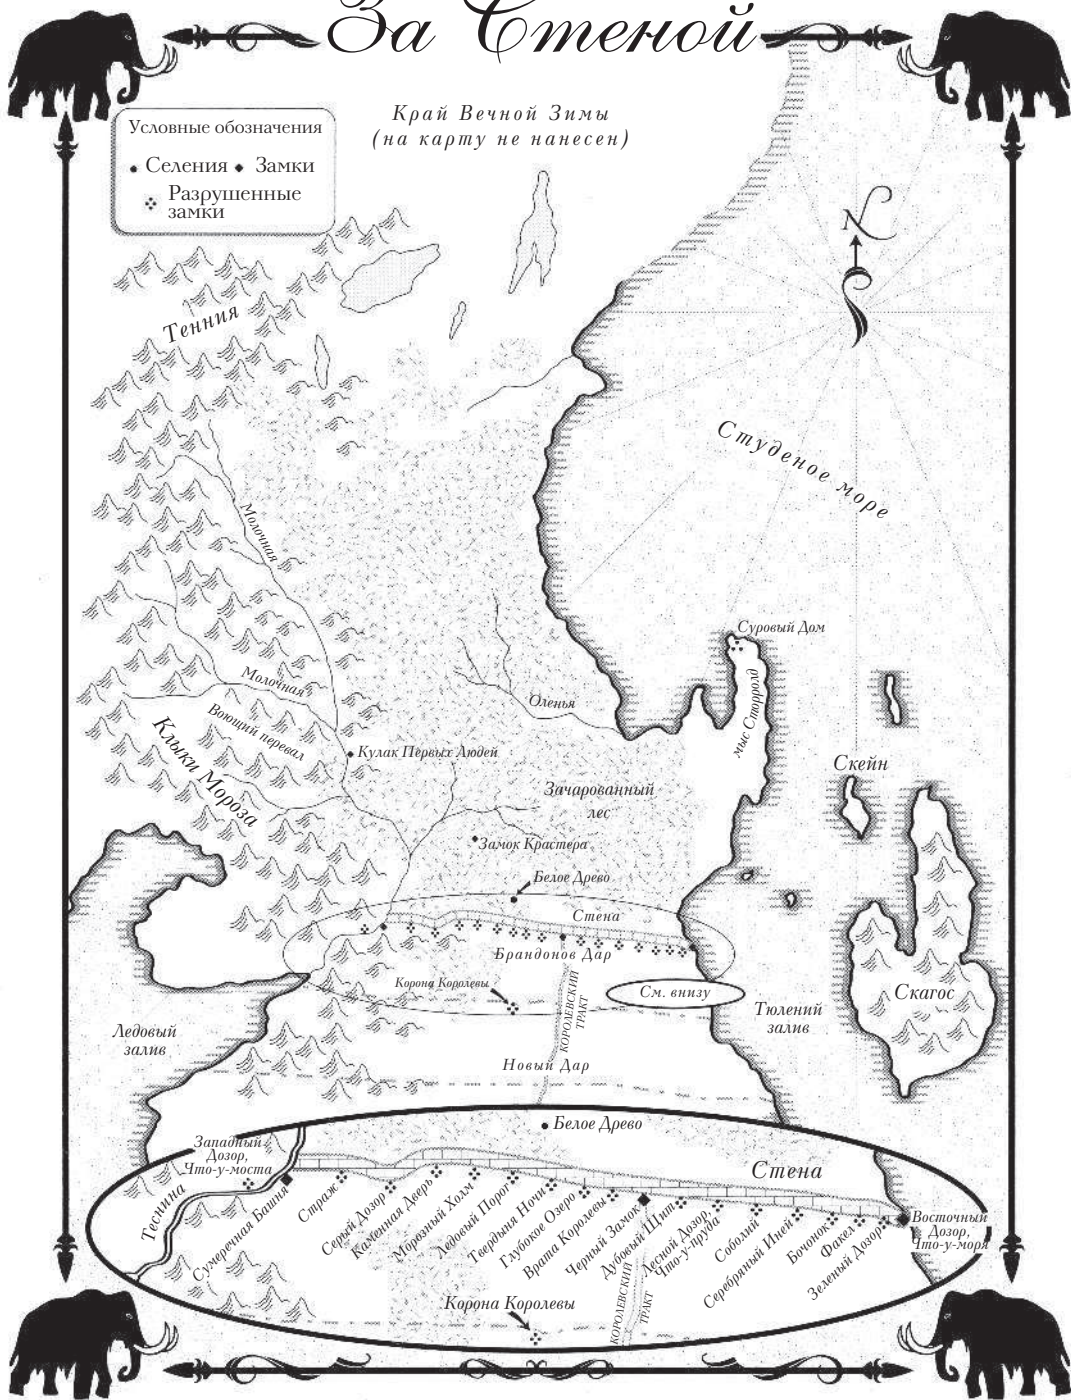 За Стеной
Край Вечной Зимы
(на карту не нанесен)
Условные обозначения
Селения Замки
Разрушенные
замки
N
Тенния
Студеное море
Молочная
Суровый Дом
мыс Сторролд
Молочная
Оленья
Воющий перевал
Клыки Мороза
Кулак Первых Людей
Скейн
Зачарованный
лес
Замок Крастера
Белое Древо
Стена
Брандонов Дар
Корона Королевы
См. внизу
КОРОЛЕВСКИЙ
ТРАКТ
Скагос
Тюлений
залив
Ледовый
залив
Новый Дар
Белое Древо
Западный
Дозор,
Что-у-моста
Стена
Теснина
Сумеречная Башня
Страж
Серый Дозор
Каменная Дверь
Морозный Холм
Ледовый Порог
Твердыня Ночи
Глубокое Озеро
Врата Королевы
Черный Замок
Дубовый Щит
Лесной Дозор,
Что-у-пруда
Соболий
Серебряный Иней
Бочонок
Факел
Зеленый Дозор
Восточный
Дозор,
Что-у-моря
Корона Королевы
КОРОЛЕВСКИЙ
ТРАКТ